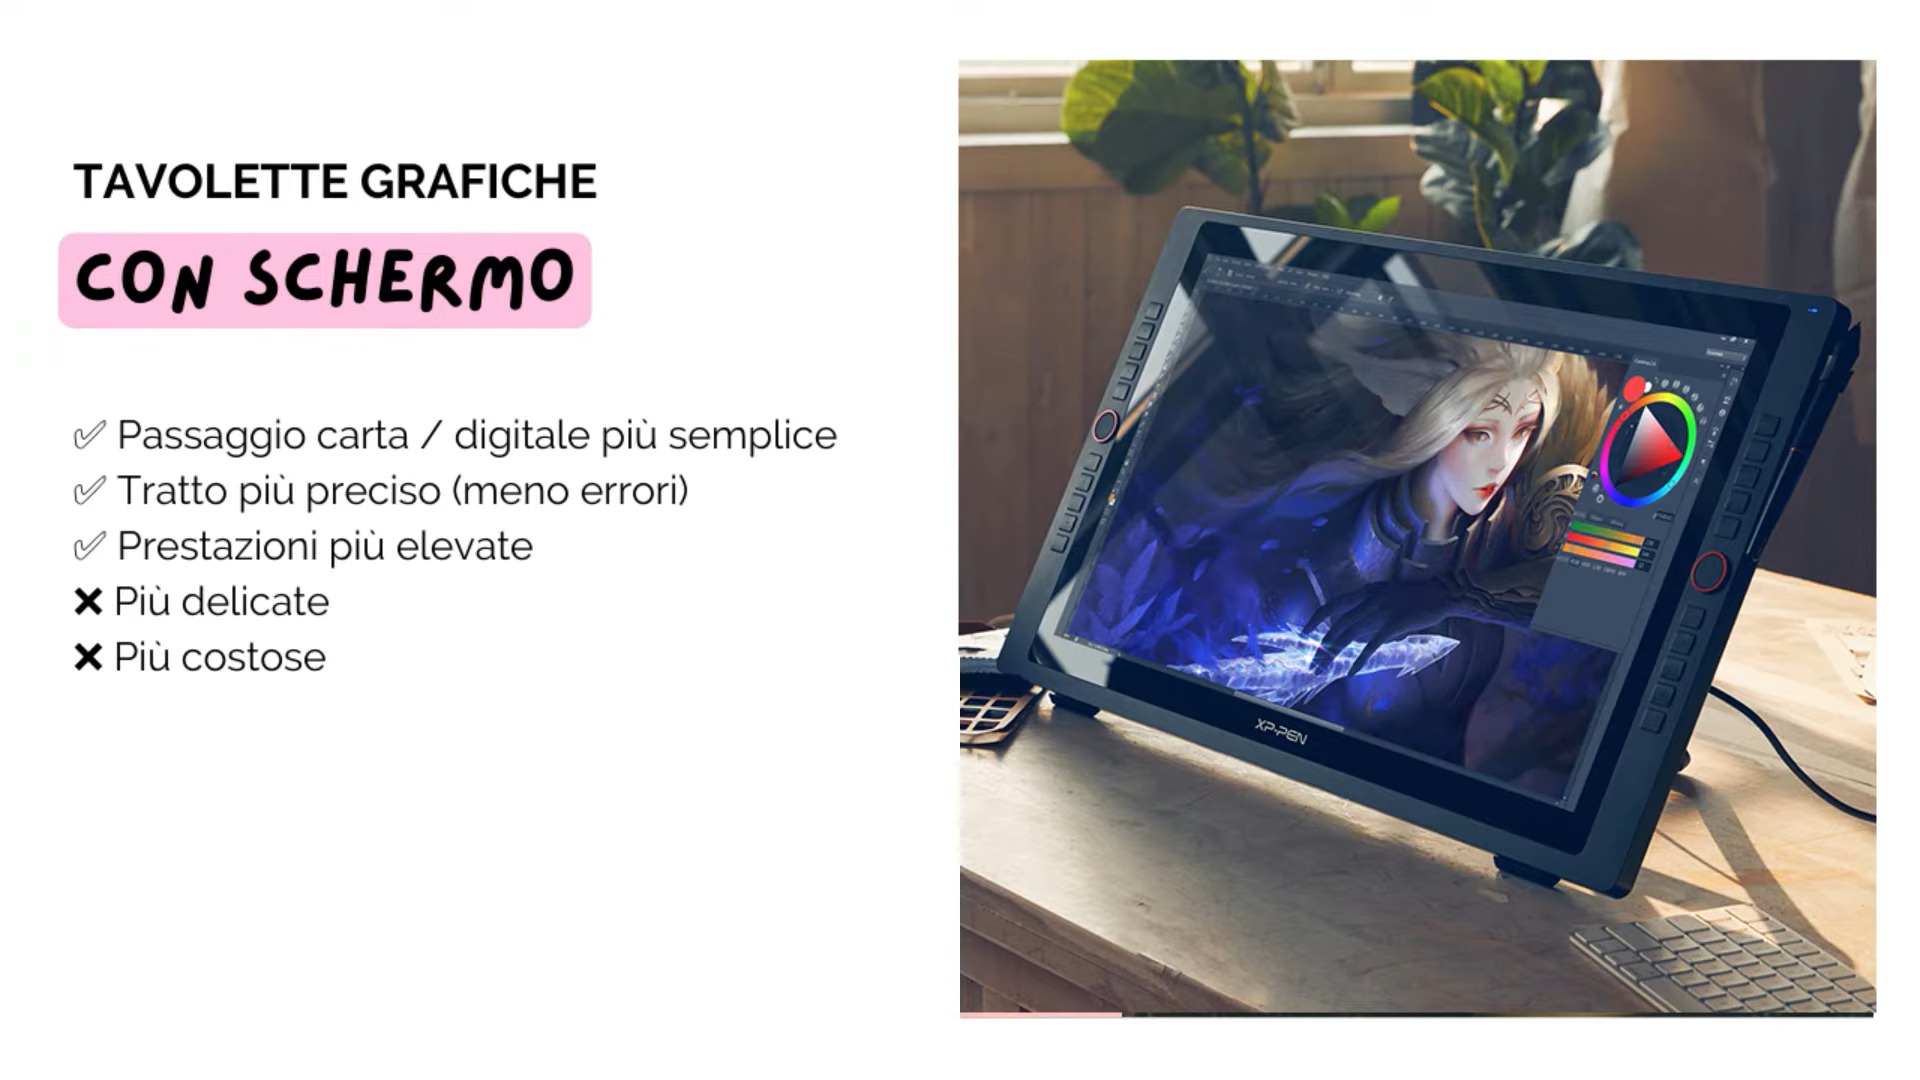 TAVOLETTE GRAFICHE
CON SCHERMO
✅ Passaggio carta / digitale più semplice
✅ Tratto più preciso (meno errori)
✅ Prestazioni più elevate
❌ Più delicate
❌ Più costose
XP-PEN